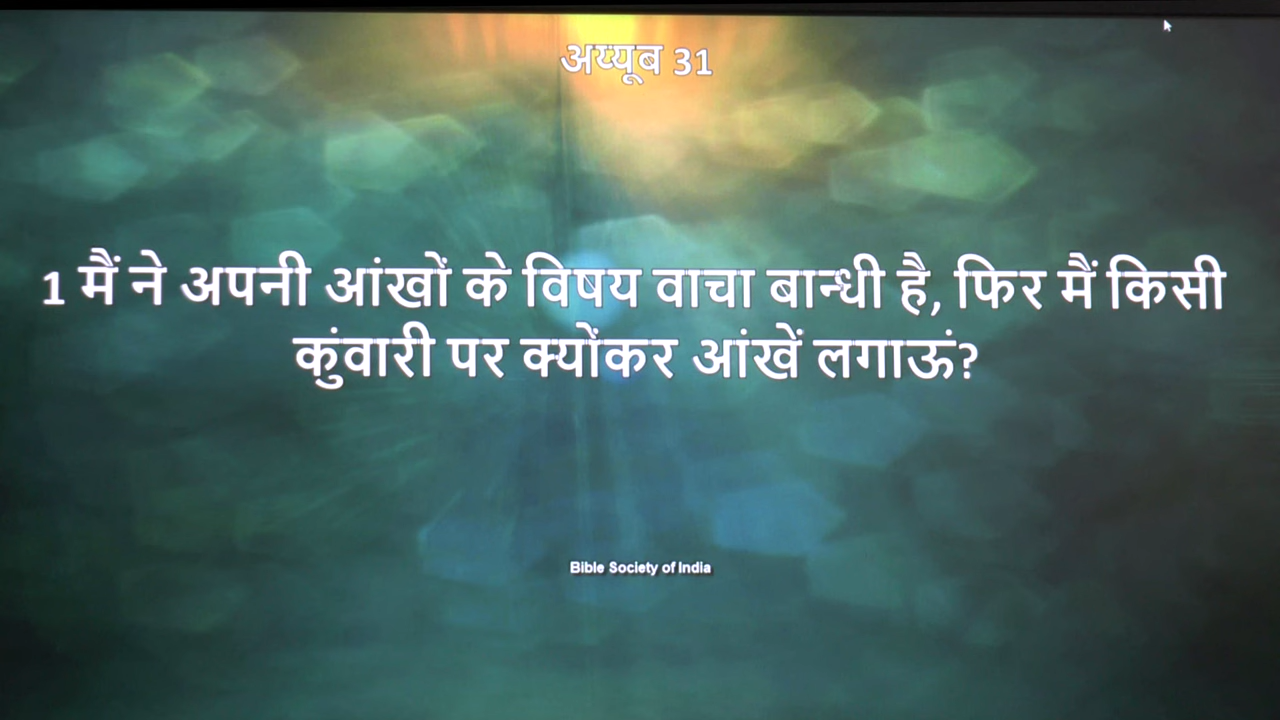 अय्यूब 31
1 मैं ने अपनी आंखों के विषय वाचा बान्धी है, फिर मैं किसी
कुंवारी पर क्योंकर आंखें लगाऊं?
Bible Society of India